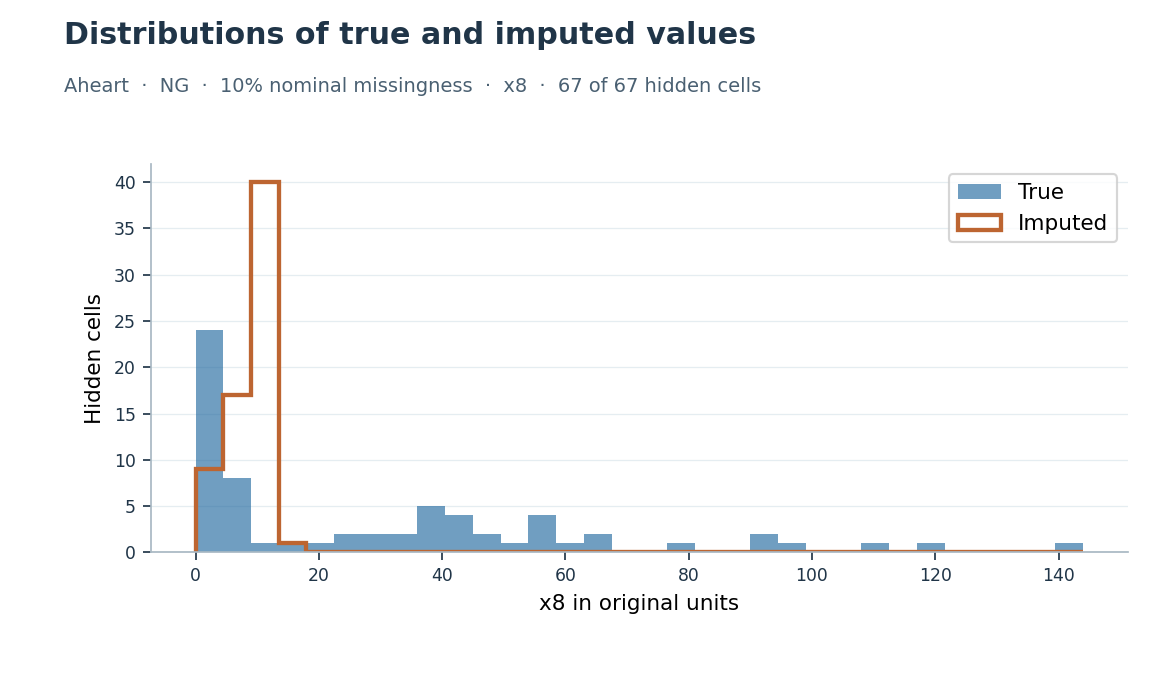 Distributions of true and imputed values
Aheart · NG · 10% nominal missingness · x8 · 67 of 67 hidden cells
True
Imputed
Hidden cells
40
35
30
25
20
15
10
5
0
0 20 40 60 80 100 120 140
x8 in original units